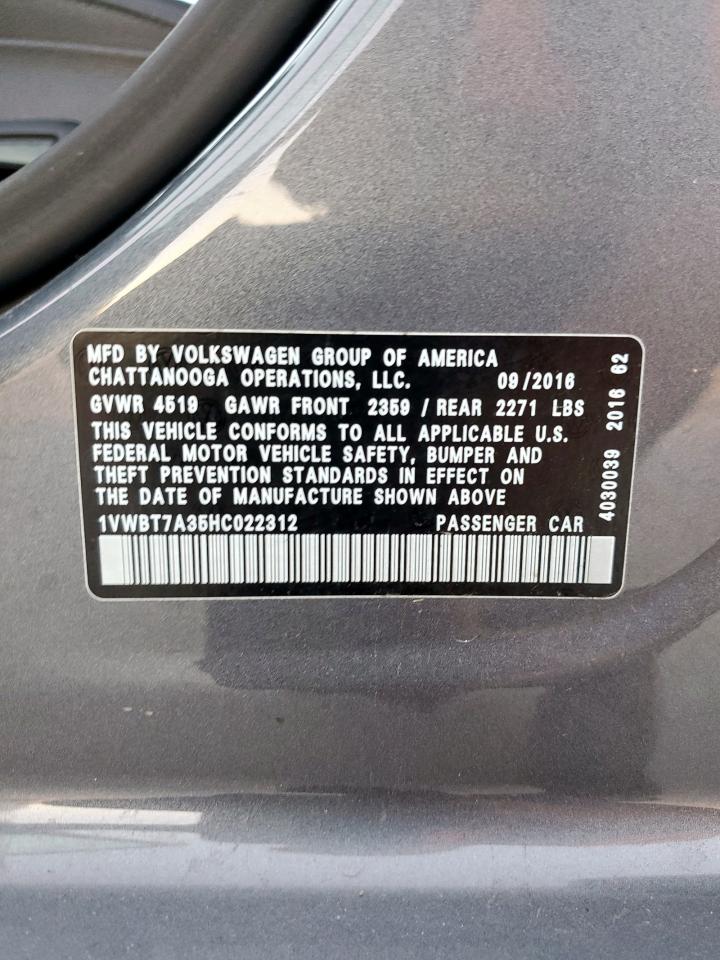 MFD BY VOLKSWAGEN GROUP OF AMERICA
CHATTANOOGA OPERATIONS, LLC. 09/2016
GVWR 4519 GAWR FRONT 2359 / REAR 2271 LBS
THIS VEHICLE CONFORMS TO ALL APPLICABLE U.S.
FEDERAL MOTOR VEHICLE SAFETY, BUMPER AND
THEFT PREVENTION STANDARDS IN EFFECT ON
THE DATE OF MANUFACTURE SHOWN ABOVE
1VWBT7A35HC022312 PASSENGER CAR
4030039 2016 62